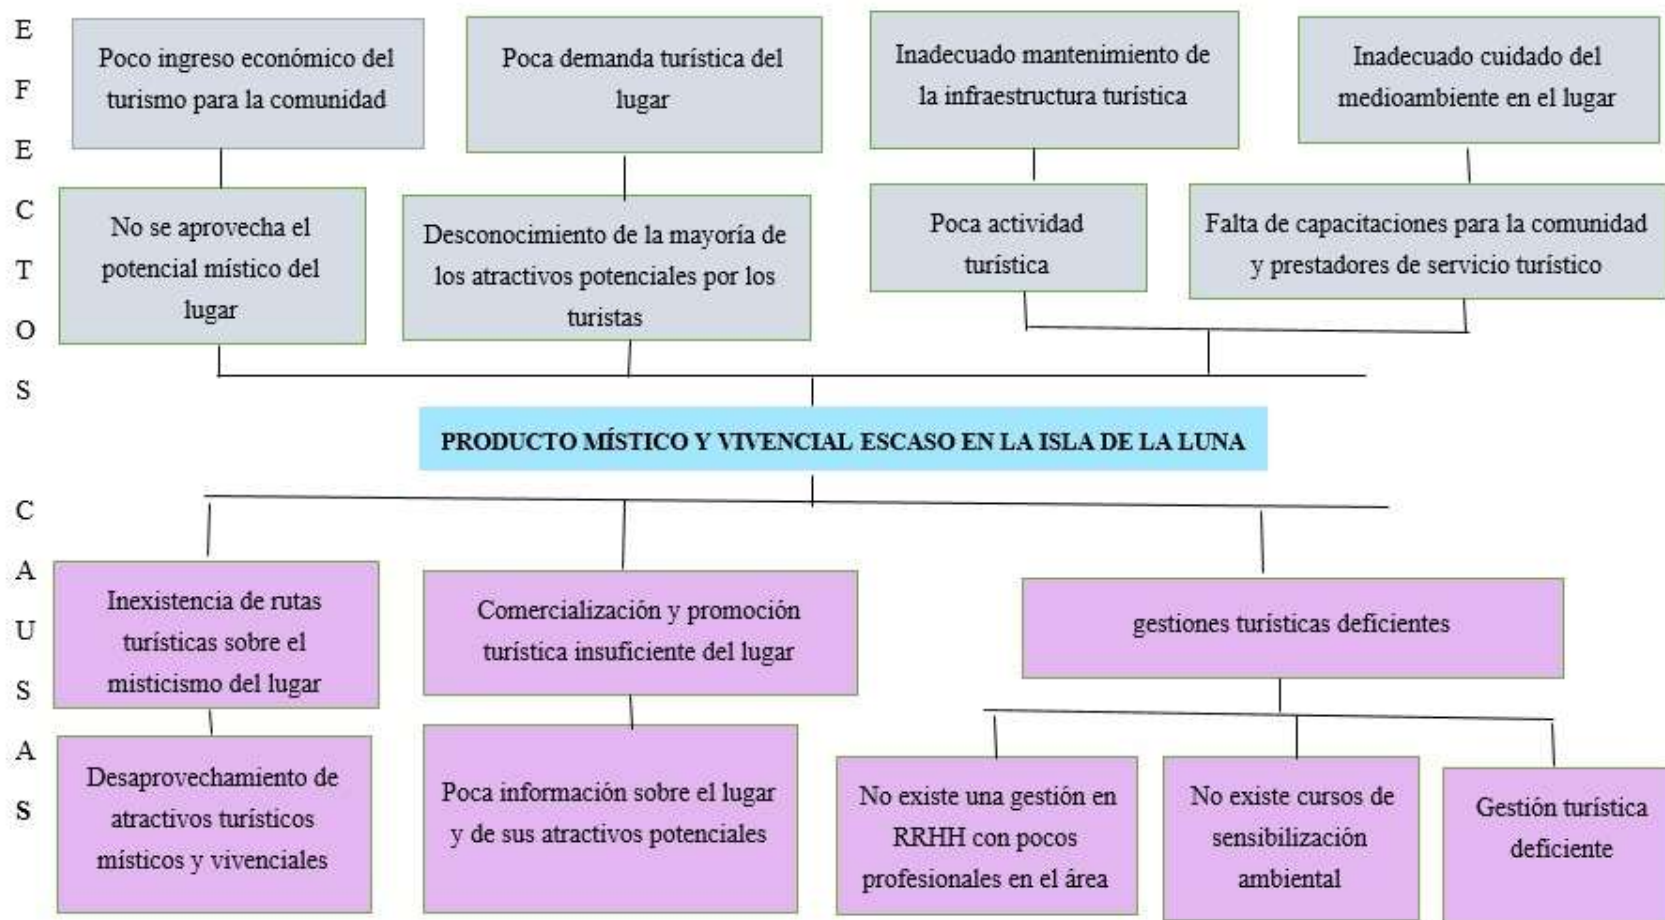 E
F
E
C
T
O
S
Poco ingreso económico del
turismo para la comunidad
Poca demanda turística del
lugar
Inadecuado mantenimiento de
la infraestructura turística
Inadecuado cuidado del
medioambiente en el lugar
No se aprovecha el
potencial místico del
lugar
Desconocimiento de la mayoría de
los atractivos potenciales por los
turistas
Poca actividad
turística
Falta de capacitaciones para la comunidad
y prestadores de servicio turístico
PRODUCTO MÍSTICO Y VIVENCIAL ESCASO EN LA ISLA DE LA LUNA
C
A
U
S
A
S
Inexistencia de rutas
turísticas sobre el
misticismo del lugar
Comercialización y promoción
turística insuficiente del lugar
gestiones turísticas deficientes
Desaprovechamiento de
atractivos turísticos
místicos y vivenciales
Poca información sobre el lugar
y de sus atractivos potenciales
No existe una gestión en
RRHH con pocos
profesionales en el área
No existe cursos de
sensibilización
ambiental
Gestión turística
deficiente